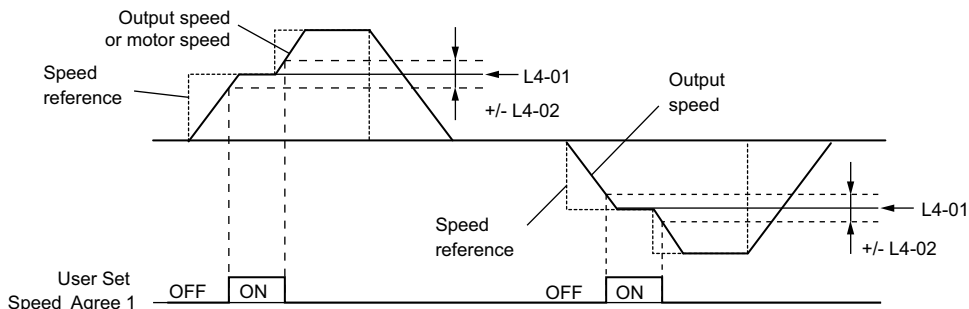 Output speed
or motor speed
Speed
reference
L4-01
+/- L4-02
Output
speed
Speed
reference
L4-01
+/- L4-02
User Set
Speed Agree 1
OFF
ON
OFF
ON